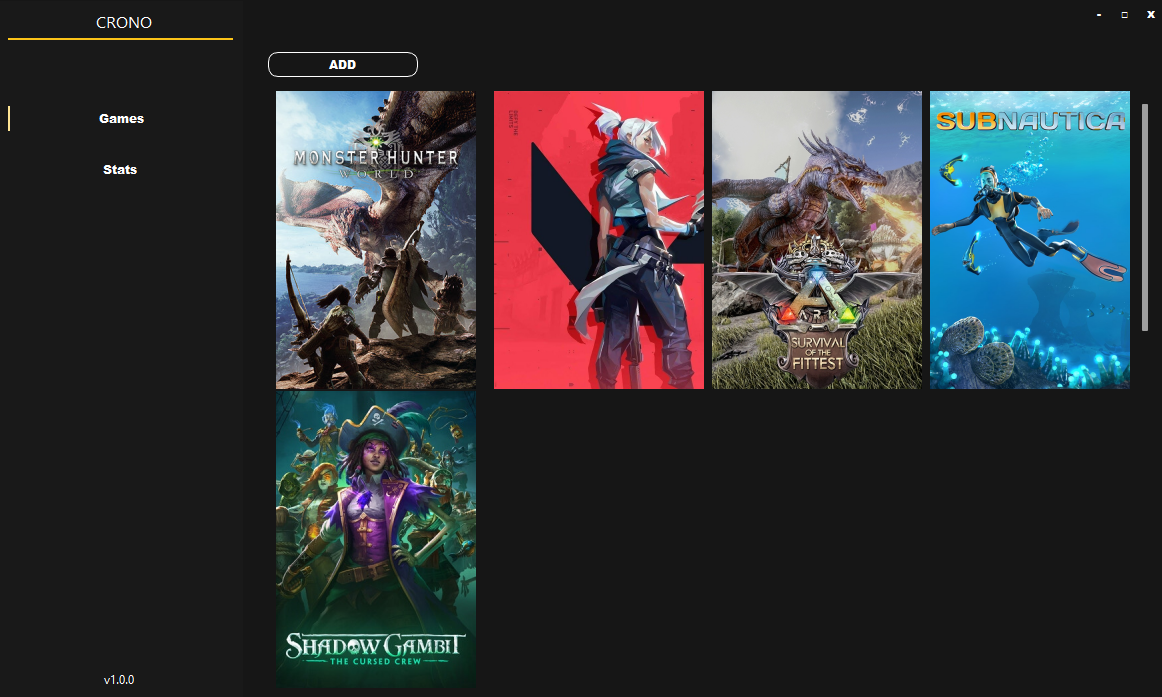 CRONO
Games
Stats
v1.0.0
ADD
MONSTER HUNTER
WORLD
ARK
SURVIVAL
OF THE
FITTEST
SUBNAUTICA
SHADOW GAMBIT
THE CURSED CREW